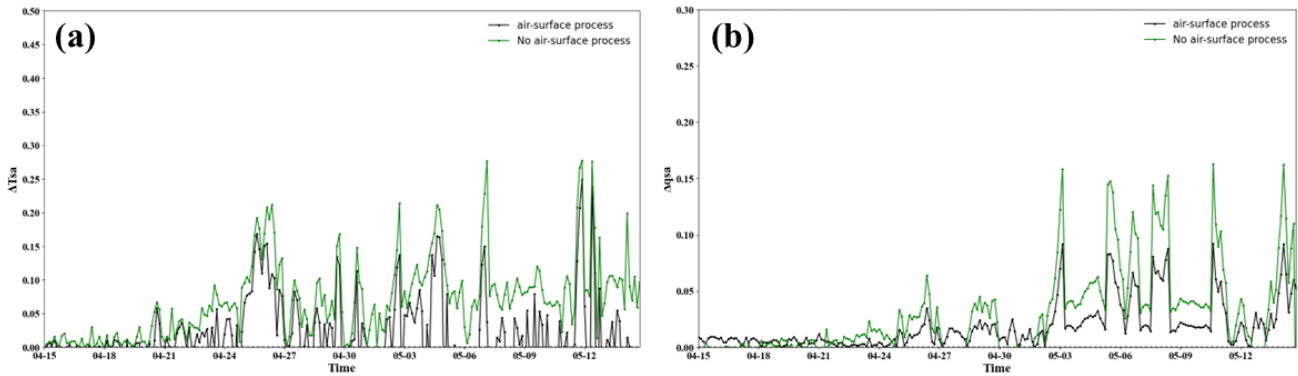 (a)
air-surface process
No air-surface process
ΔTsa
0.50
0.45
0.40
0.35
0.30
0.25
0.20
0.15
0.10
0.05
0.00
04-15 04-18 04-21 04-24 04-27 04-30 05-03 05-06 05-09 05-12
Time
(b)
air-surface process
No air-surface process
Δqsa
0.30
0.25
0.20
0.15
0.10
0.05
0.00
04-15 04-18 04-21 04-24 04-27 04-30 05-03 05-06 05-09 05-12
Time